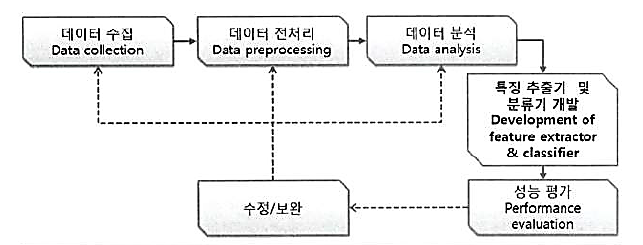 데이터 수집
Data collection
데이터 전처리
Data preprocessing
데이터 분석
Data analysis
특징 추출기 및
분류기 개발
Development of
feature extractor
& classifier
성능 평가
Performance
evaluation
수정/보완